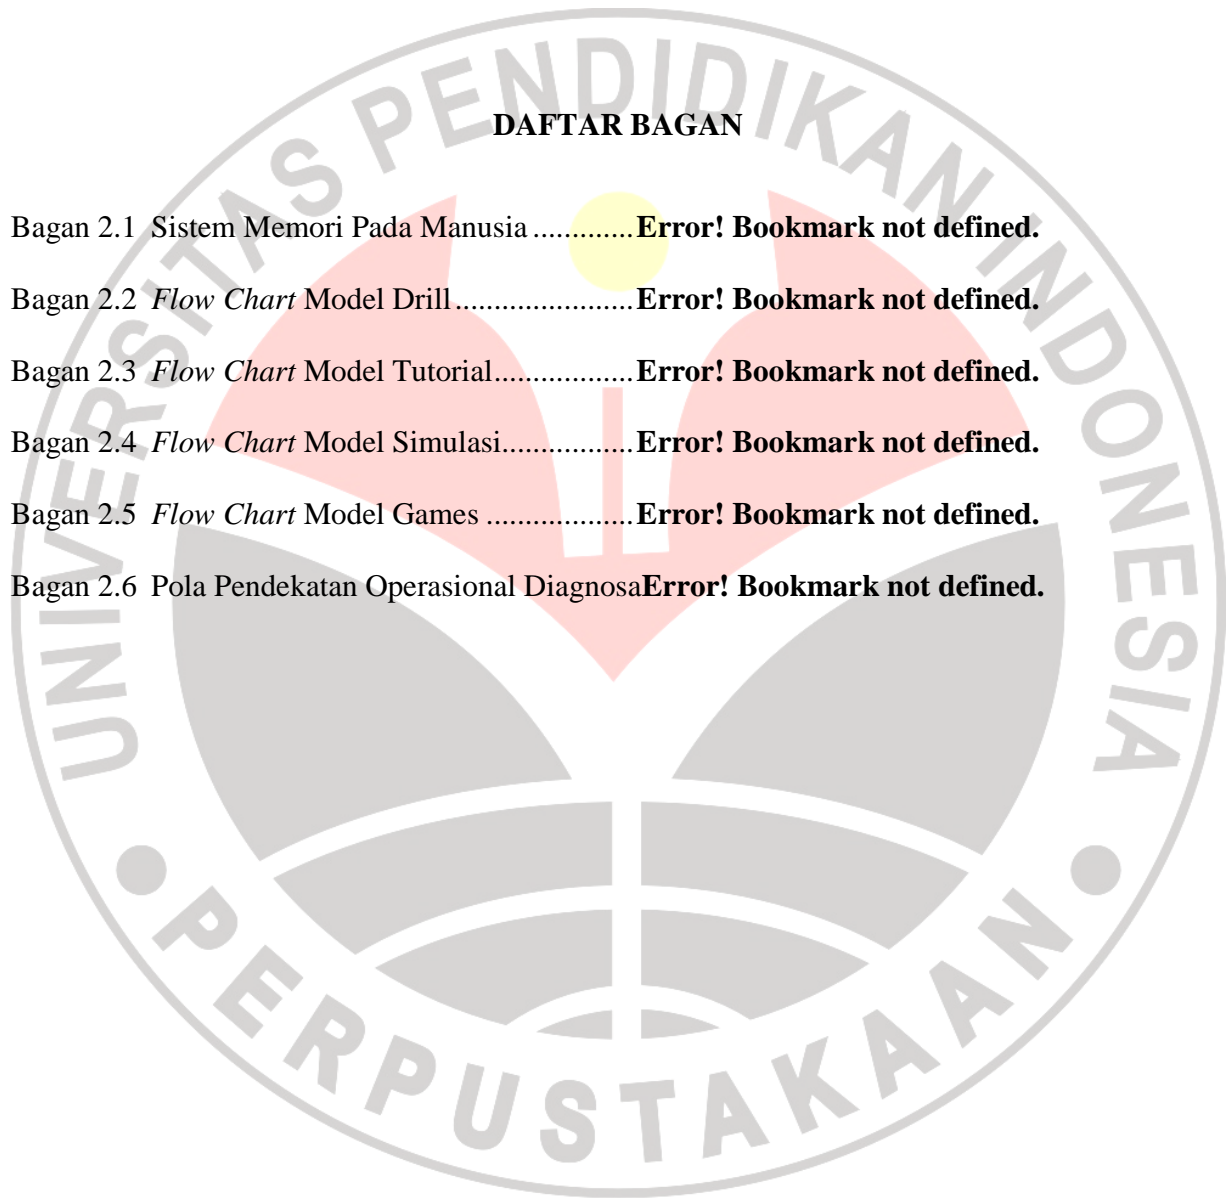 UNIVERSITAS PENDIDIKAN INDONESIA
DAFTAR BAGAN
Bagan 2.1 Sistem Memori Pada Manusia .............Error! Bookmark not defined.
Bagan 2.2 Flow Chart Model Drill.......................Error! Bookmark not defined.
Bagan 2.3 Flow Chart Model Tutorial..................Error! Bookmark not defined.
Bagan 2.4 Flow Chart Model Simulasi.................Error! Bookmark not defined.
Bagan 2.5 Flow Chart Model Games ...................Error! Bookmark not defined.
Bagan 2.6 Pola Pendekatan Operasional DiagnosaError! Bookmark not defined.
PERPUSTAKAAN